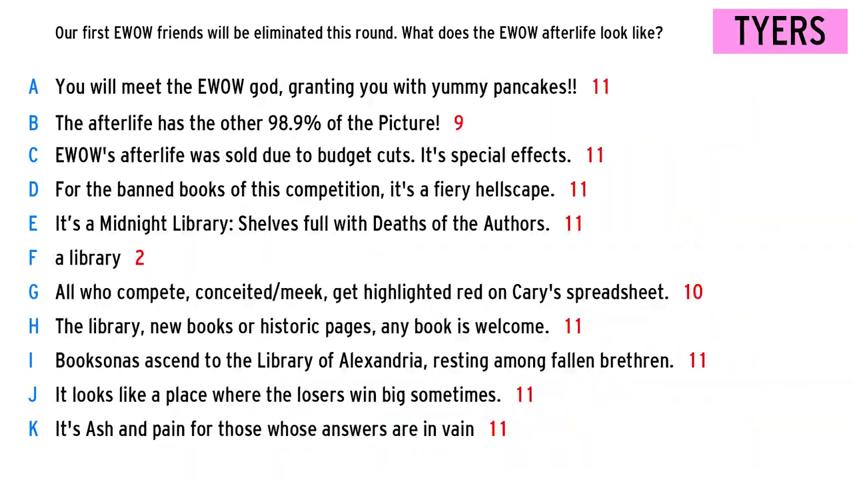 Our first EWOW friends will be eliminated this round. What does the EWOW afterlife look like?
TYERS
A You will meet the EWOW god, granting you with yummy pancakes!! 11
B The afterlife has the other 98.9% of the Picture! 9
C EWOW's afterlife was sold due to budget cuts. It's special effects. 11
D For the banned books of this competition, it's a fiery hellscape. 11
E It’s a Midnight Library: Shelves full with Deaths of the Authors. 11
F a library 2
G All who compete, conceited/meek, get highlighted red on Cary's spreadsheet. 10
H The library, new books or historic pages, any book is welcome. 11
I Booksonas ascend to the Library of Alexandria, resting among fallen brethren. 11
J It looks like a place where the losers win big sometimes. 11
K It's Ash and pain for those whose answers are in vain 11